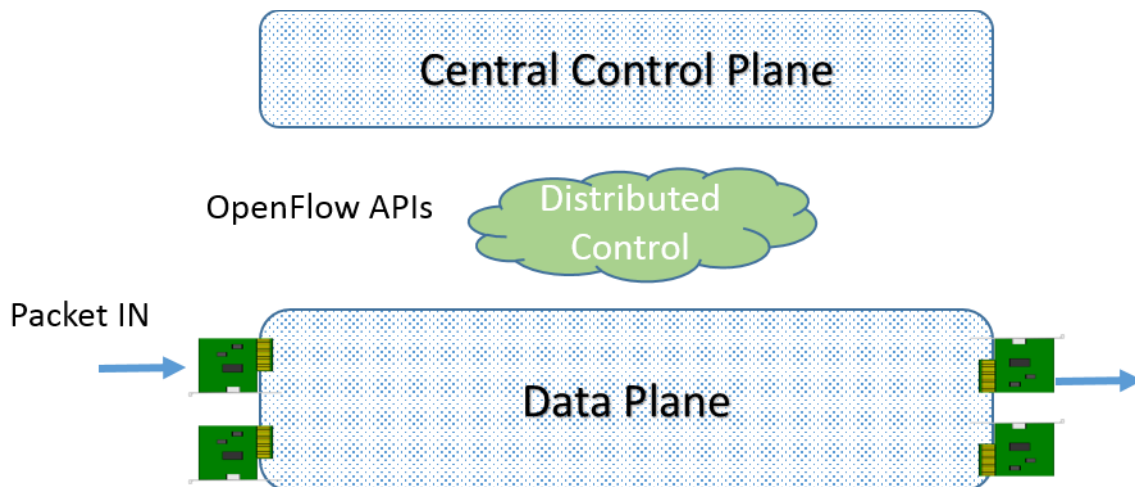 Central Control Plane
OpenFlow APIs
Distributed
Control
Packet IN
Data Plane